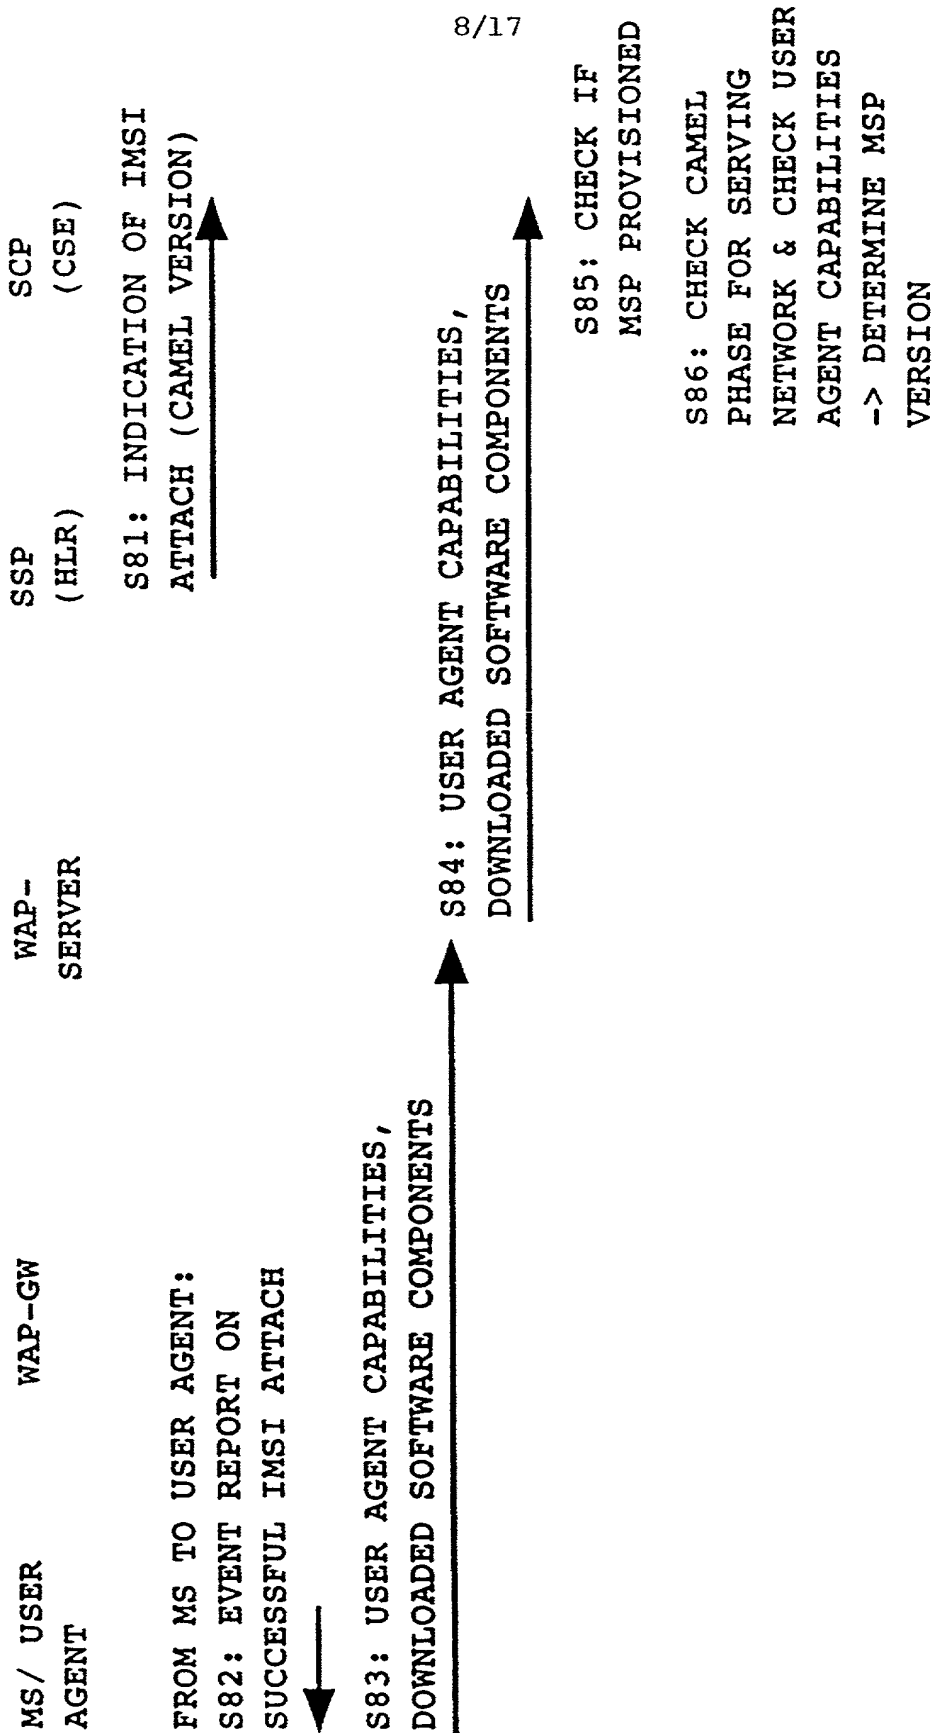 8/17
MS/ USER
AGENT
WAP-GW
WAP-
SERVER
SSP
(HLR)
SCP
(CSE)
S81: INDICATION OF IMSI
ATTACH (CAMEL VERSION)
FROM MS TO USER AGENT:
S82: EVENT REPORT ON
SUCCESSFUL IMSI ATTACH
S83: USER AGENT CAPABILITIES,
DOWNLOADED SOFTWARE COMPONENTS
S84: USER AGENT CAPABILITIES,
DOWNLOADED SOFTWARE COMPONENTS
S85: CHECK IF
MSP PROVISIONED
S86: CHECK CAMEL
PHASE FOR SERVING
NETWORK & CHECK USER
AGENT CAPABILITIES
-> DETERMINE MSP
VERSION